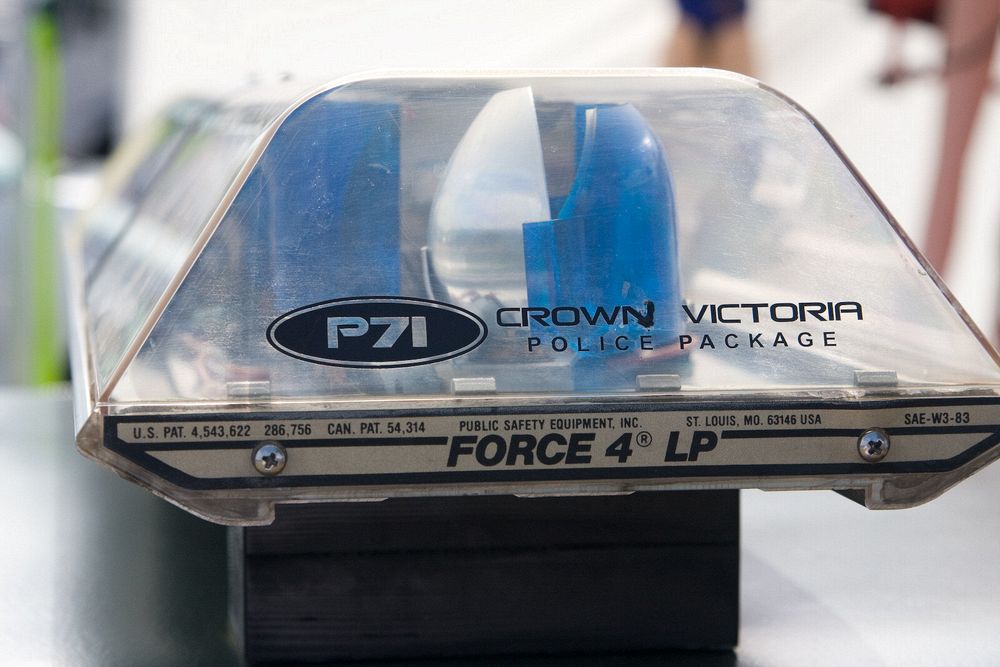 P71 CROWN VICTORIA
POLICE PACKAGE
U.S. PAT. 4,543,622 286,756 CAN. PAT. 54,314 PUBLIC SAFETY EQUIPMENT, INC. ST. LOUIS, MO. 63146 USA SAE-W3-83
FORCE 4® LP